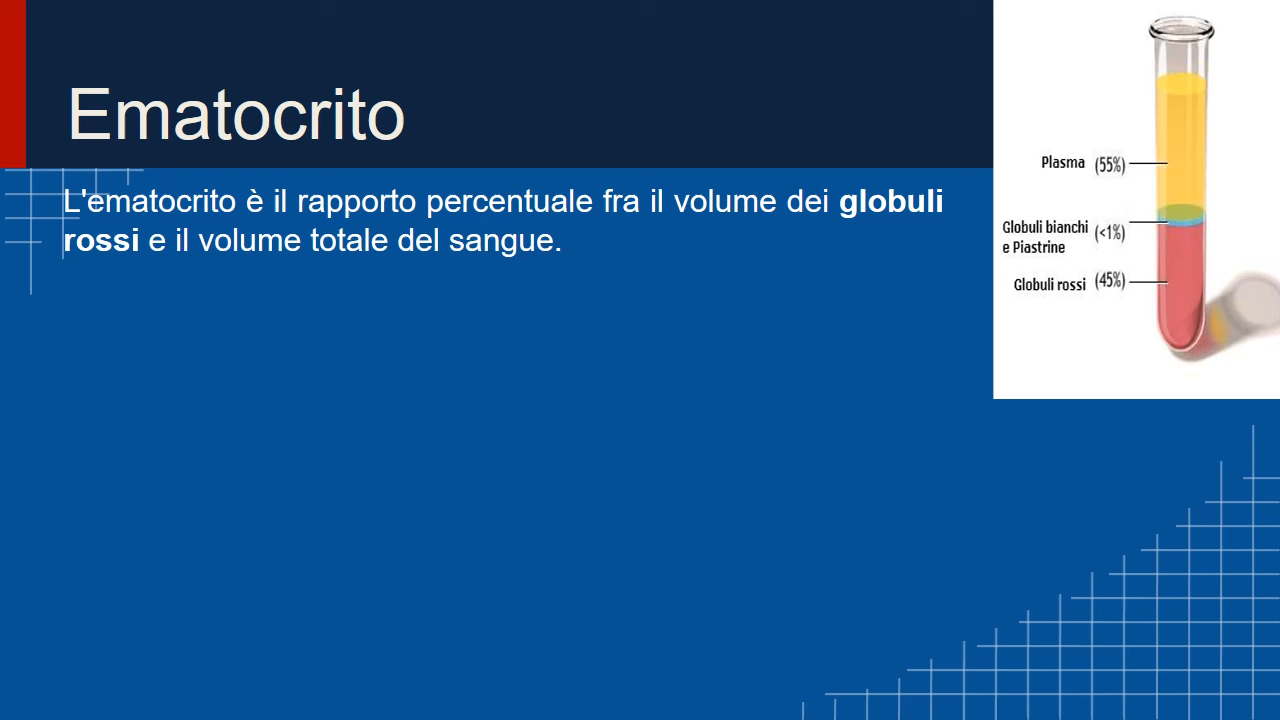 Ematocrito
L'ematocrito è il rapporto percentuale fra il volume dei globuli
rossi e il volume totale del sangue.
Plasma (55%)
Globuli bianchi
e Piastrine (<1%)
Globuli rossi (45%)